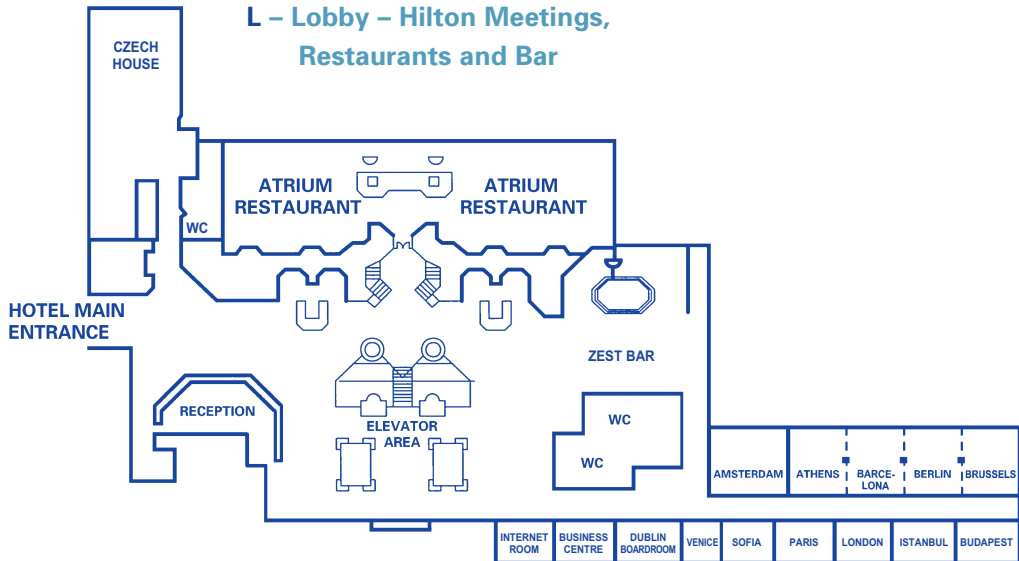 L – Lobby – Hilton Meetings,
Restaurants and Bar
CZECH
HOUSE
ATRIUM
RESTAURANT
ATRIUM
RESTAURANT
WC
HOTEL MAIN
ENTRANCE
ZEST BAR
RECEPTION
ELEVATOR
AREA
WC
WC
AMSTERDAM
ATHENS
BARCE-
LONA
BERLIN
BRUSSELS
INTERNET
ROOM
BUSINESS
CENTRE
DUBLIN
BOARDROOM
VENICE
SOFIA
PARIS
LONDON
ISTANBUL
BUDAPEST